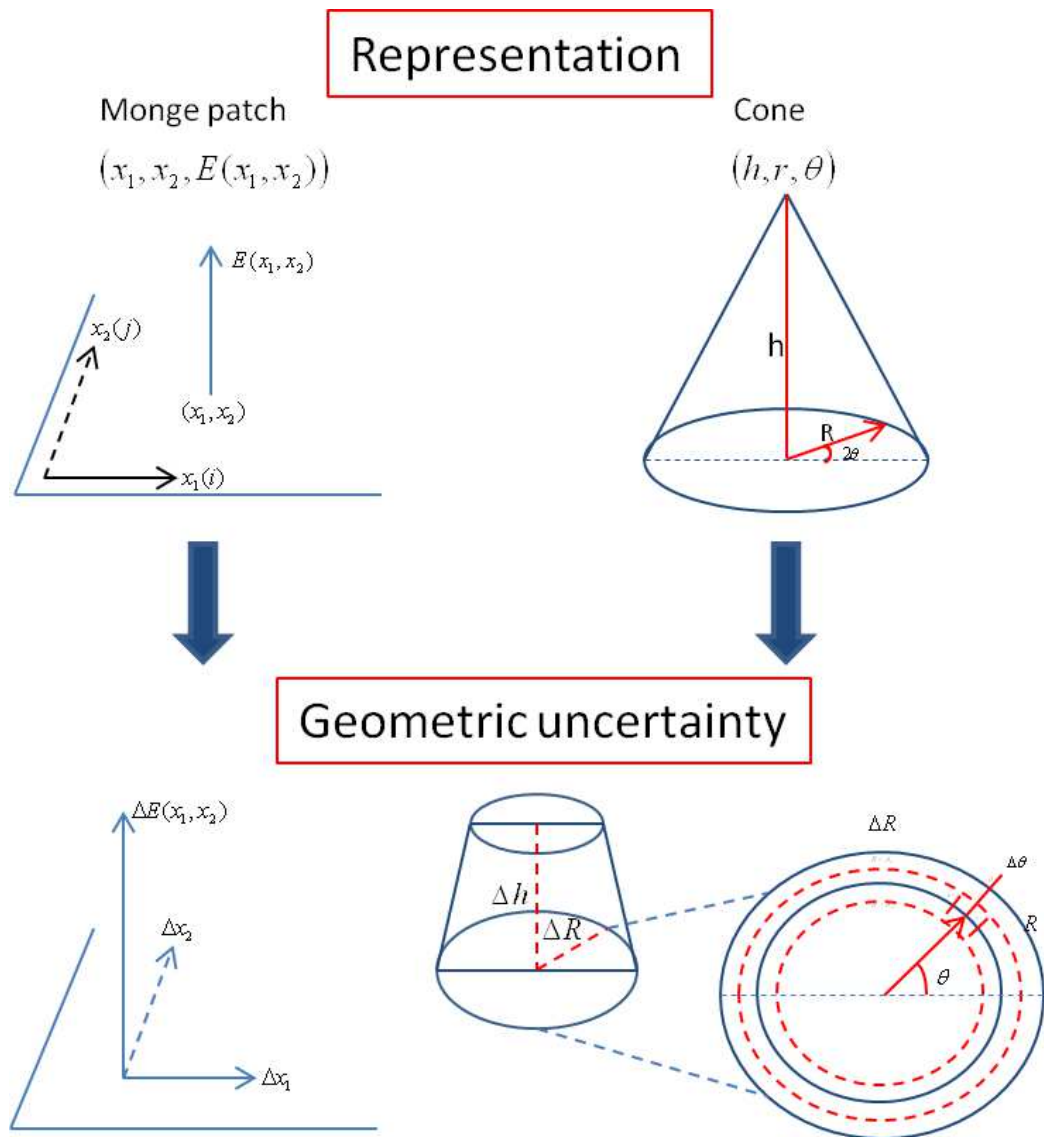 Representation
Monge patch
(x₁, x₂, E(x₁, x₂))
E(x₁, x₂)
x₂(j)
(x₁, x₂)
x₁(i)
Cone
(h, r, θ)
h
R
2θ
Geometric uncertainty
ΔE(x₁, x₂)
Δx₂
Δx₁
Δh
ΔR
ΔR
Δθ
R
θ